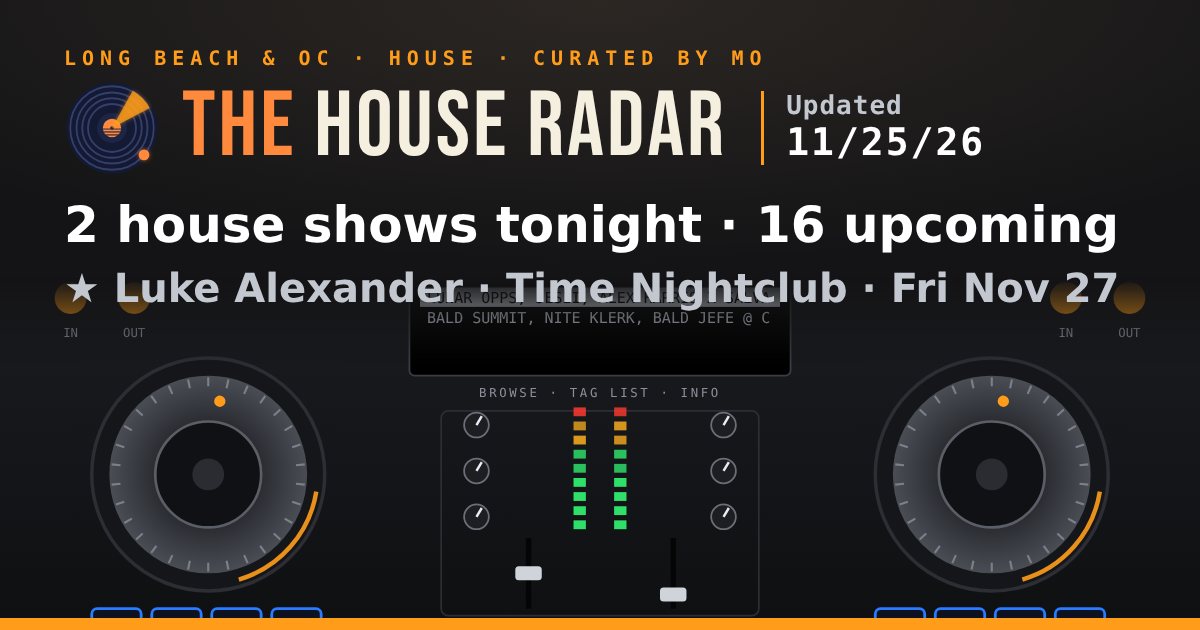 LONG BEACH & OC · HOUSE · CURATED BY MO
THE HOUSE RADAR
Updated
11/25/26
2 house shows tonight · 16 upcoming
★ Luke Alexander · Time Nightclub · Fri Nov 27
BALD SUMMIT, NITE KLERK, BALD JEFE @ C
IN OUT
IN OUT
BROWSE · TAG LIST · INFO